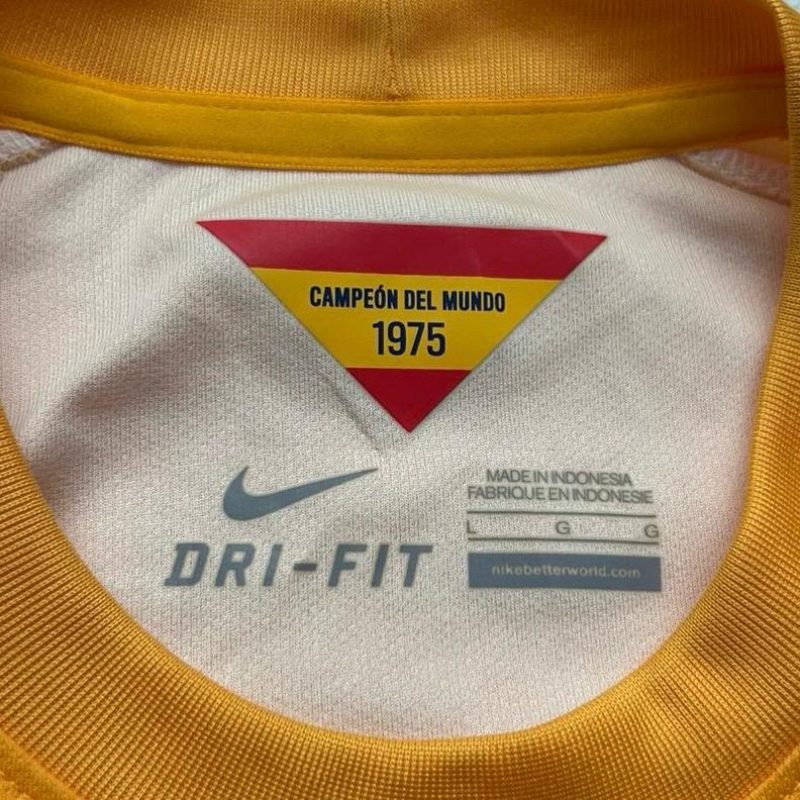 CAMPEÓN DEL MUNDO
1975
DRI-FIT
MADE IN INDONESIA
FABRIQUE EN INDONESIE
L G G
nikebetterworld.com